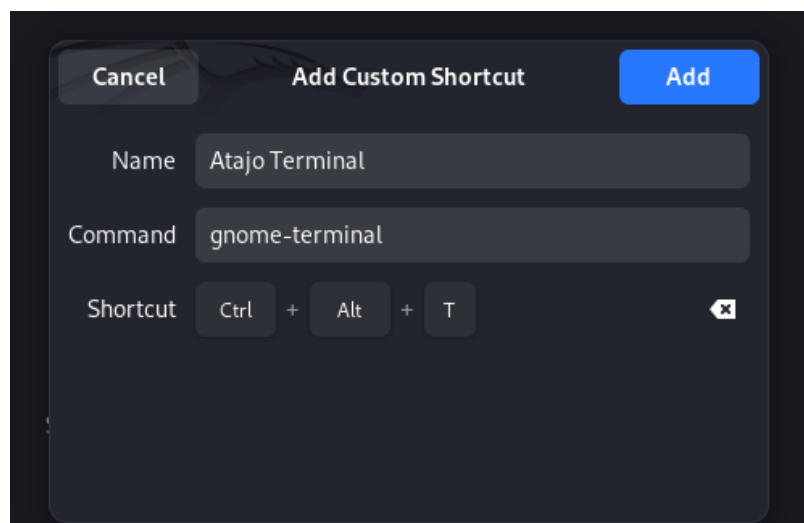 Cancel Add Custom Shortcut Add
Name Atajo Terminal
Command gnome-terminal
Shortcut Ctrl + Alt + T